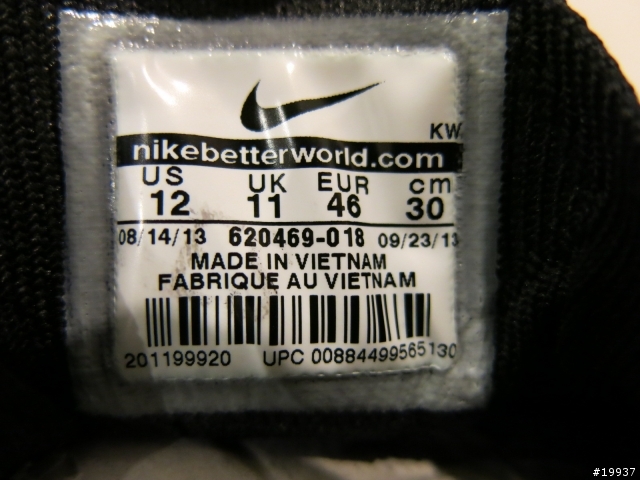 KW
nikebetterworld.com
US UK EUR cm
12 11 46 30
08/14/13 620469-018 09/23/13
MADE IN VIETNAM
FABRIQUE AU VIETNAM
201199920 UPC 00884499565130
#19937